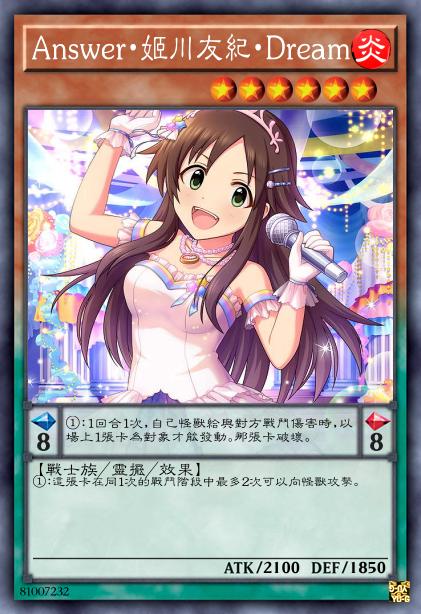 Answer・姬川友紀・Dream 炎
8
①：1回合1次，自己怪獸給與對方戰鬥傷害時，以
場上1張卡為對象才能發動。那張卡破壞。
8
【戰士族／靈擺／效果】
①：這張卡在同1次的戰鬥階段中最多2次可以向怪獸攻擊。
ATK/2100 DEF/1850
81007232